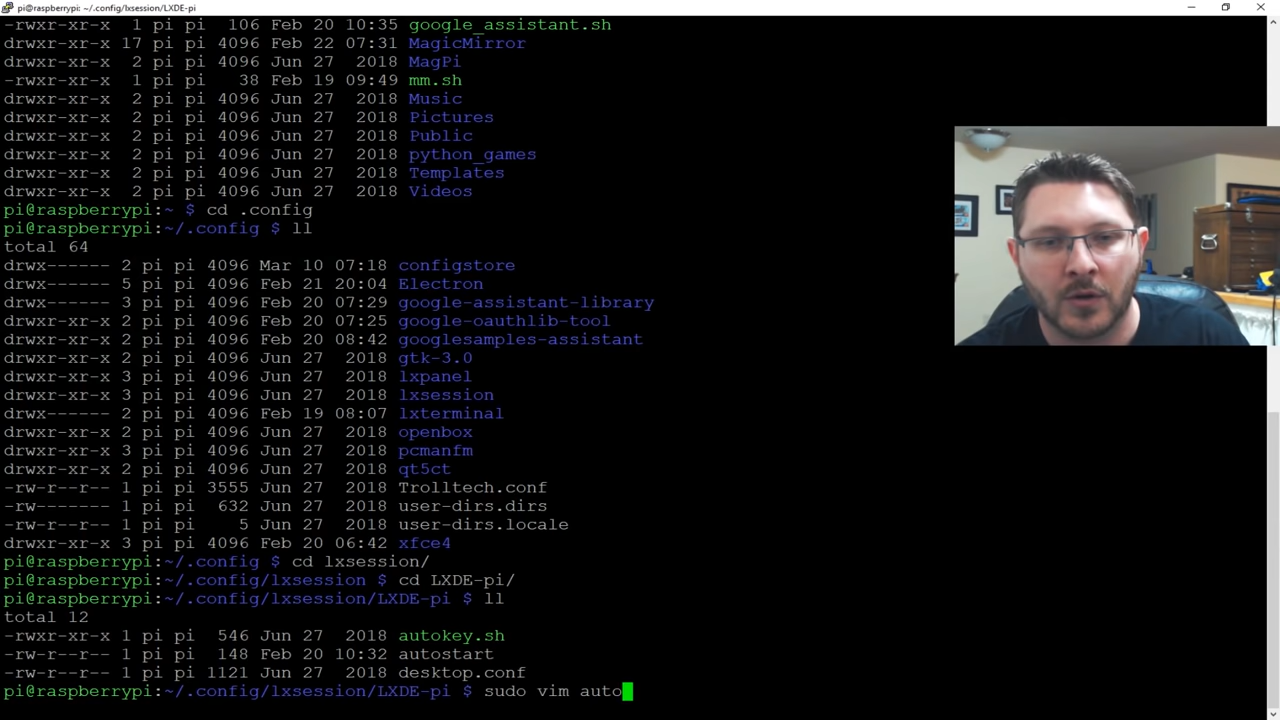 pi@raspberrypi: ~/.config/lxsession/LXDE-pi
-rwxr-xr-x 1 pi pi 106 Feb 20 10:35 google_assistant.sh
drwxr-xr-x 17 pi pi 4096 Feb 22 07:31 MagicMirror
drwxr-xr-x 2 pi pi 4096 Jun 27 2018 MagPi
-rwxr-xr-x 1 pi pi 38 Feb 19 09:49 mm.sh
drwxr-xr-x 2 pi pi 4096 Jun 27 2018 Music
drwxr-xr-x 2 pi pi 4096 Jun 27 2018 Pictures
drwxr-xr-x 2 pi pi 4096 Jun 27 2018 Public
drwxr-xr-x 2 pi pi 4096 Jun 27 2018 python_games
drwxr-xr-x 2 pi pi 4096 Jun 27 2018 Templates
drwxr-xr-x 2 pi pi 4096 Jun 27 2018 Videos
pi@raspberrypi:~ $ cd .config
pi@raspberrypi:~/.config $ ll
total 64
drwx------ 2 pi pi 4096 Mar 10 07:18 configstore
drwx------ 5 pi pi 4096 Feb 21 20:04 Electron
drwx------ 3 pi pi 4096 Feb 20 07:29 google-assistant-library
drwxr-xr-x 2 pi pi 4096 Feb 20 07:25 google-oauthlib-tool
drwxr-xr-x 2 pi pi 4096 Feb 20 08:42 googlesamples-assistant
drwxr-xr-x 2 pi pi 4096 Jun 27 2018 gtk-3.0
drwxr-xr-x 3 pi pi 4096 Jun 27 2018 lxpanel
drwxr-xr-x 3 pi pi 4096 Jun 27 2018 lxsession
drwx------ 2 pi pi 4096 Feb 19 08:07 lxterminal
drwxr-xr-x 2 pi pi 4096 Jun 27 2018 openbox
drwxr-xr-x 3 pi pi 4096 Jun 27 2018 pcmanfm
drwxr-xr-x 2 pi pi 4096 Jun 27 2018 qt5ct
-rw-r--r-- 1 pi pi 3555 Jun 27 2018 Trolltech.conf
-rw------- 1 pi pi 632 Jun 27 2018 user-dirs.dirs
-rw-r--r-- 1 pi pi 5 Jun 27 2018 user-dirs.locale
drwxr-xr-x 3 pi pi 4096 Feb 20 06:42 xfce4
pi@raspberrypi:~/.config $ cd lxsession/
pi@raspberrypi:~/.config/lxsession $ cd LXDE-pi/
pi@raspberrypi:~/.config/lxsession/LXDE-pi $ ll
total 12
-rwxr-xr-x 1 pi pi 546 Jun 27 2018 autokey.sh
-rw-r--r-- 1 pi pi 148 Feb 20 10:32 autostart
-rw-r--r-- 1 pi pi 1121 Jun 27 2018 desktop.conf
pi@raspberrypi:~/.config/lxsession/LXDE-pi $ sudo vim auto